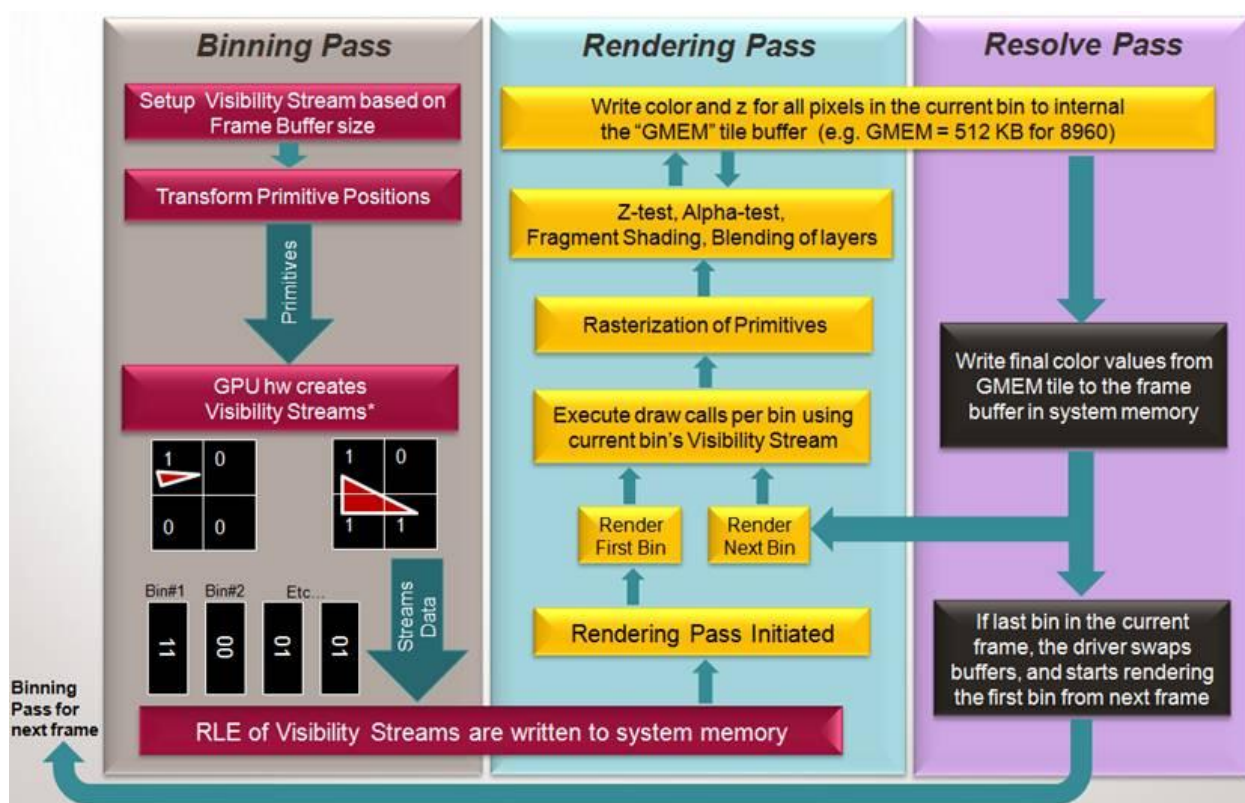 Binning Pass
Setup Visibility Stream based on
Frame Buffer size
Transform Primitive Positions
Primitives
GPU hw creates
Visibility Streams*
1 0
0 0
1 0
1 1
Bin#1 Bin#2 Etc...
11 00 01 01
Streams
Data
RLE of Visibility Streams are written to system memory
Binning
Pass for
next frame
Rendering Pass
Write color and z for all pixels in the current bin to internal
the “GMEM” tile buffer (e.g. GMEM = 512 KB for 8960)
Z-test, Alpha-test,
Fragment Shading, Blending of layers
Rasterization of Primitives
Execute draw calls per bin using
current bin’s Visibility Stream
Render
First Bin
Render
Next Bin
Rendering Pass Initiated
Resolve Pass
Write final color values from
GMEM tile to the frame
buffer in system memory
If last bin in the current
frame, the driver swaps
buffers, and starts rendering
the first bin from next frame